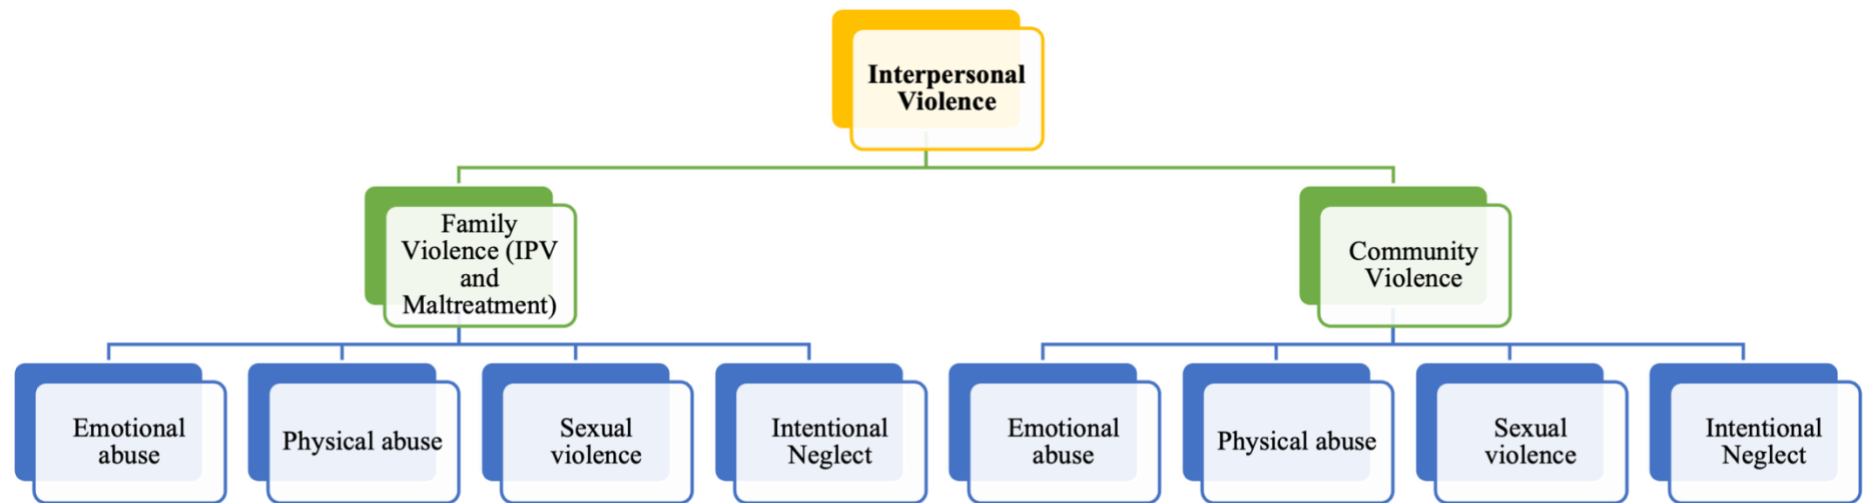 Interpersonal
Violence
Family
Violence (IPV
and
Maltreatment)
Community
Violence
Emotional
abuse
Physical abuse
Sexual
violence
Intentional
Neglect
Emotional
abuse
Physical abuse
Sexual
violence
Intentional
Neglect